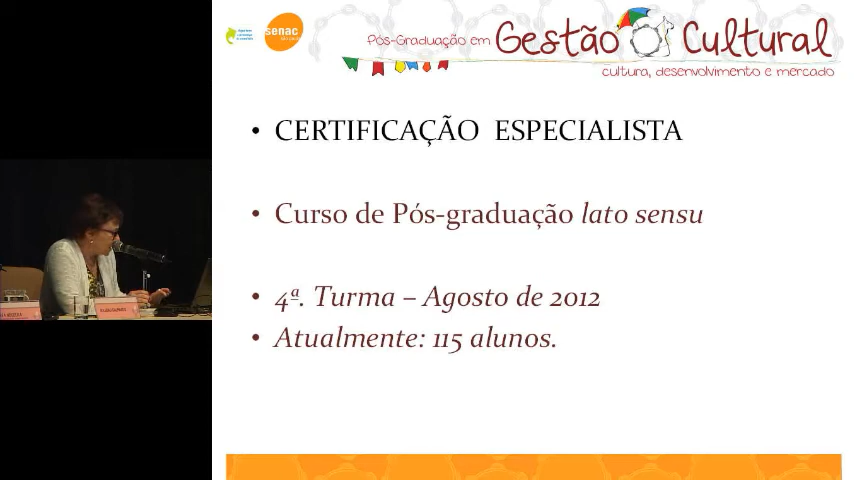 senac
Pós-Graduação em Gestão Cultural
cultura, desenvolvimento e mercado
• CERTIFICAÇÃO ESPECIALISTA
• Curso de Pós-graduação lato sensu
• 4ª. Turma – Agosto de 2012
• Atualmente: 115 alunos.